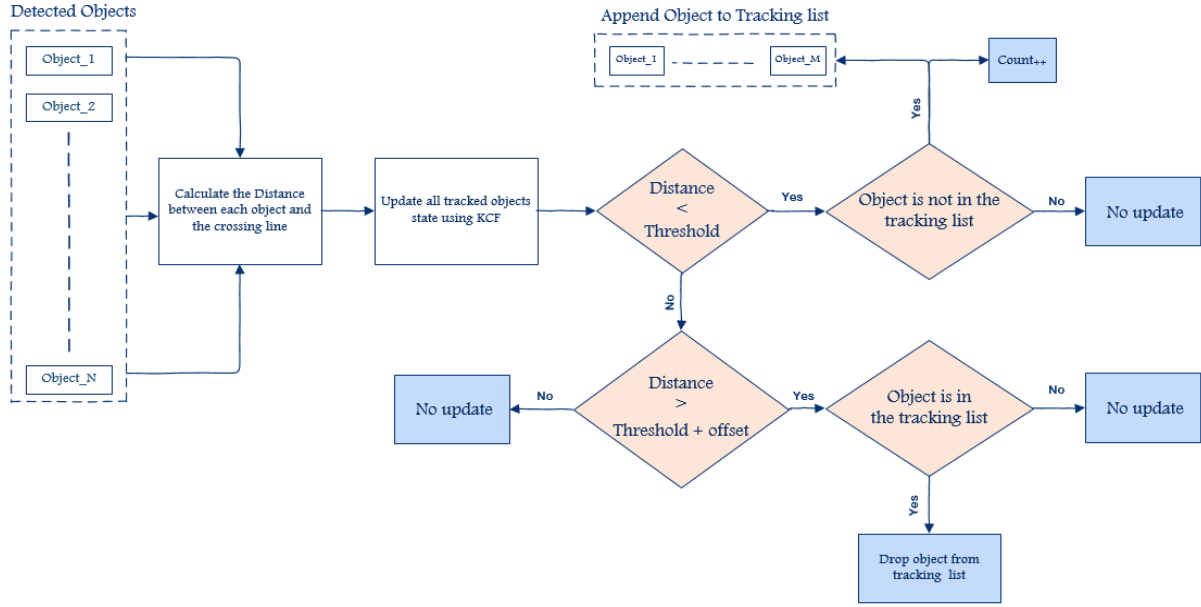 Detected Objects
Object_1
Object_2
Object_N
Calculate the Distance
between each object and
the crossing line
Update all tracked objects
state using KCF
Distance
<
Threshold
Yes
No
Object is not in the
tracking list
Yes
No
No update
Append Object to Tracking list
Object_1
Object_M
Count++
Distance
>
Threshold + offset
No
No update
Yes
Object is in
the tracking list
No
No update
Yes
Drop object from
tracking list